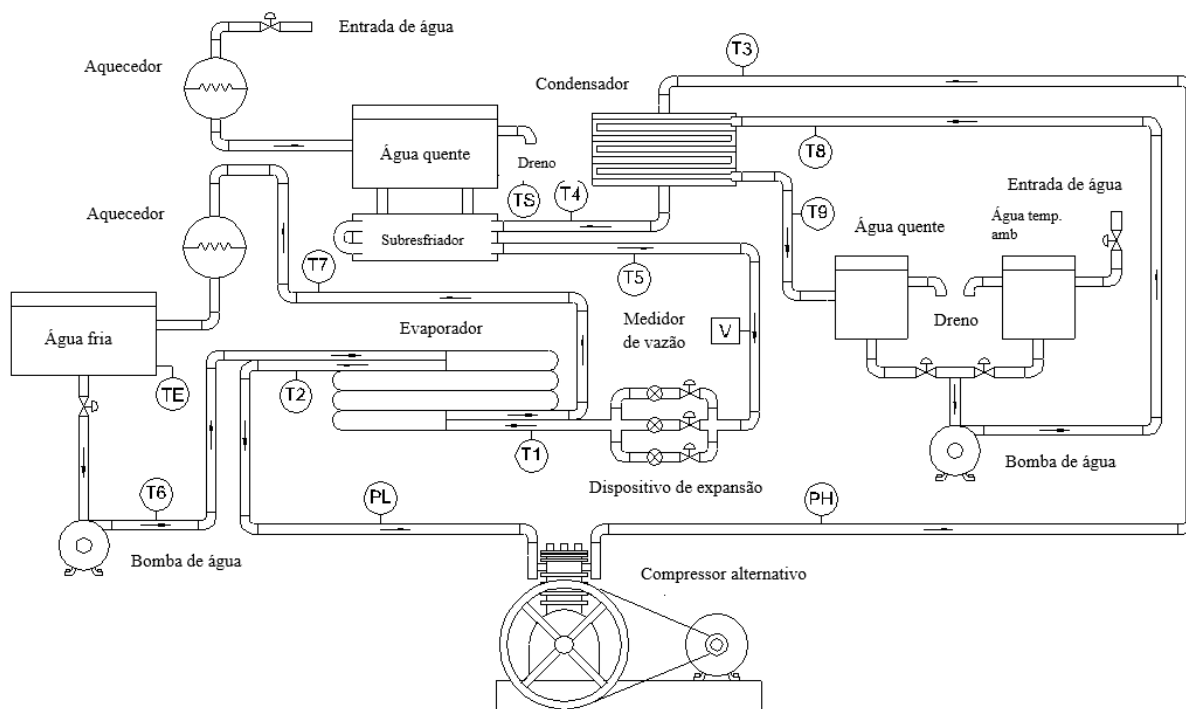 Entrada de água
Aquecedor
Condensador
T3
Água quente
Dreno
TS
T4
T8
Entrada de água
Aquecedor
Subresfriador
T9
Água quente
Água temp.
amb
T7
T5
Água fria
Evaporador
Medidor
de vazão
V
Dreno
TE
T2
T1
Dispositivo de expansão
Bomba de água
T6
PL
PH
Bomba de água
Compressor alternativo